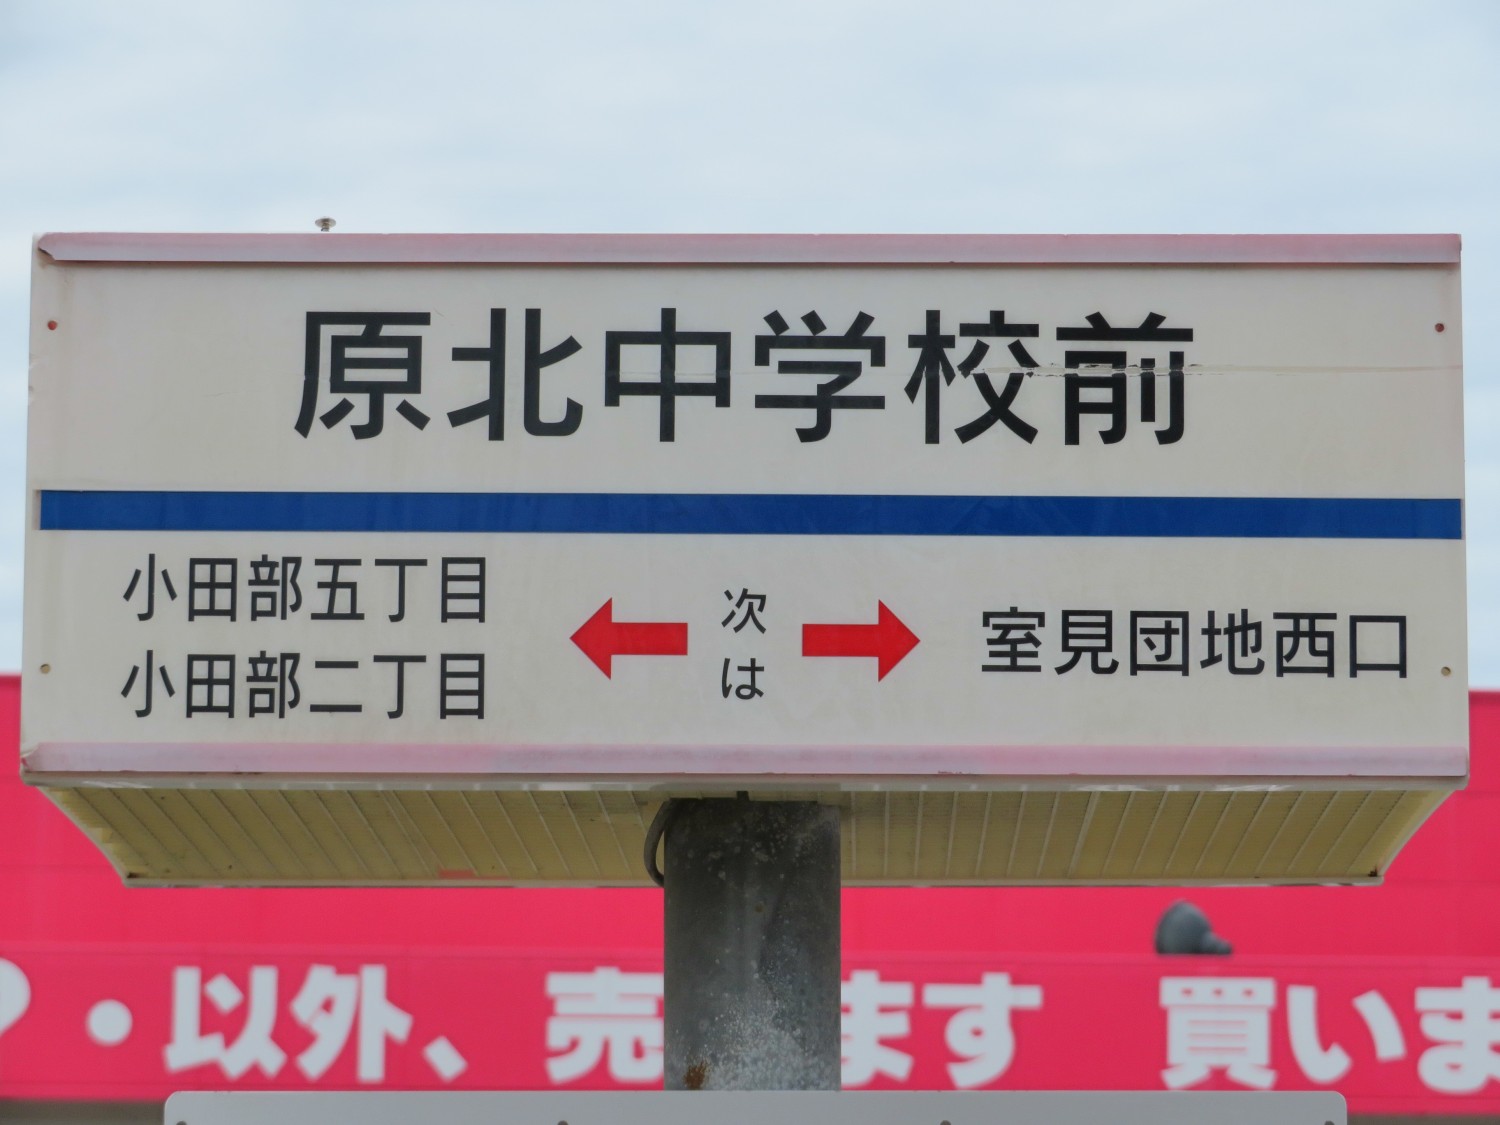 原北中学校前
小田部五丁目
小田部二丁目
次は
室見団地西口
・以外、売 ます 買いま